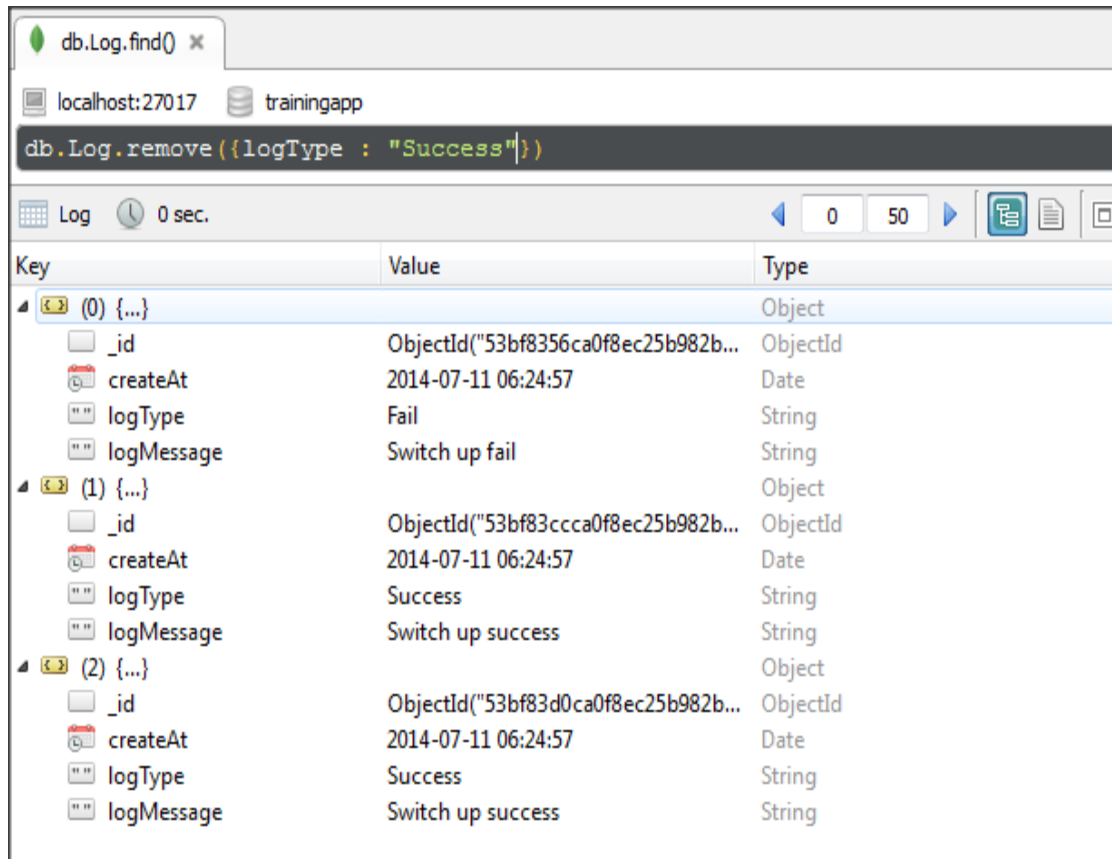 db.Log.find()
localhost:27017 trainingapp
db.Log.remove({logType : "Success"})
Log 0 sec. 0 50
Key Value Type
(0) {...} Object
_id ObjectId("53bf8356ca0f8ec25b982b... ObjectId
createAt 2014-07-11 06:24:57 Date
logType Fail String
logMessage Switch up fail String
(1) {...} Object
_id ObjectId("53bf83ccca0f8ec25b982b... ObjectId
createAt 2014-07-11 06:24:57 Date
logType Success String
logMessage Switch up success String
(2) {...} Object
_id ObjectId("53bf83d0ca0f8ec25b982b... ObjectId
createAt 2014-07-11 06:24:57 Date
logType Success String
logMessage Switch up success String